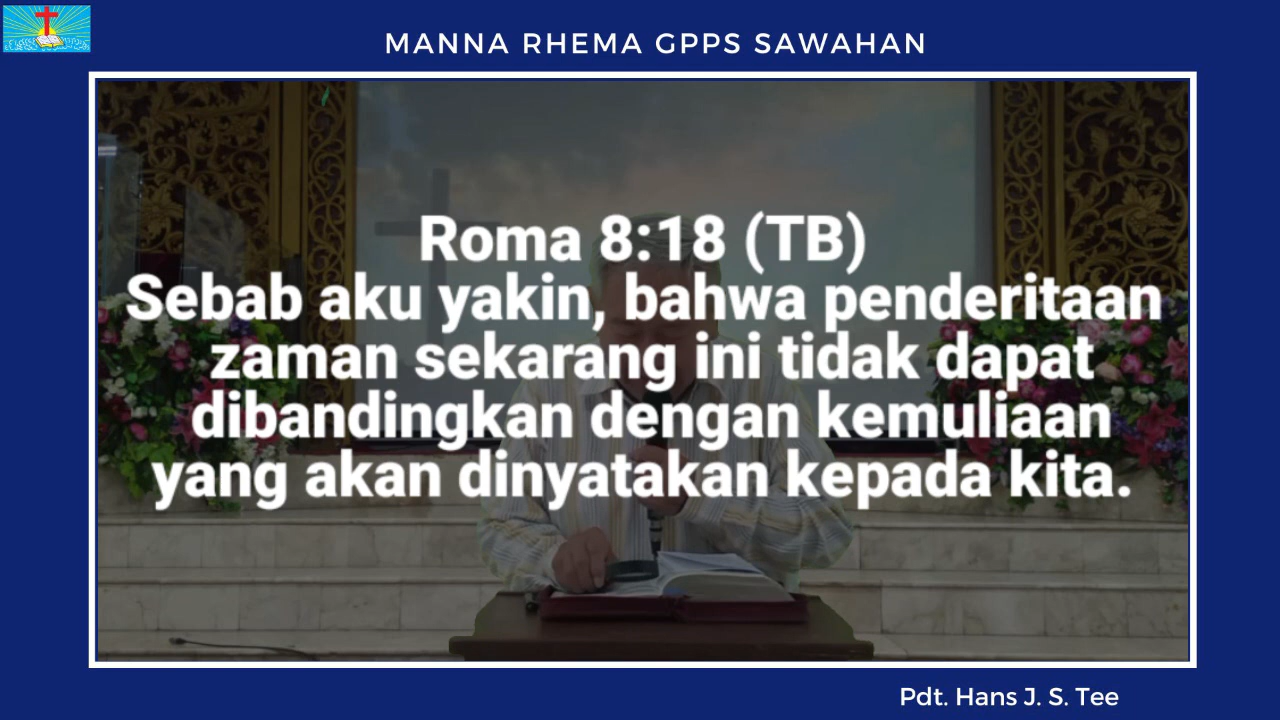 MANNA RHEMA GPPS SAWAHAN
Roma 8:18 (TB)
Sebab aku yakin, bahwa penderitaan
zaman sekarang ini tidak dapat
dibandingkan dengan kemuliaan
yang akan dinyatakan kepada kita.
Pdt. Hans J. S. Tee